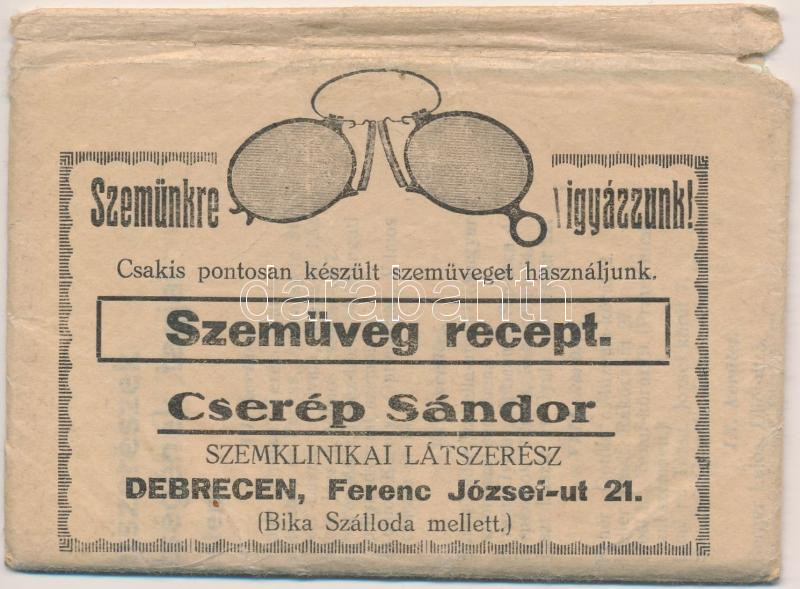 Szemünkre vigyázzunk!
Csakis pontosan készült szemüveget használjunk.
darabanth
Szemüveg recept.
Cserép Sándor
SZEMKLINIKAI LÁTSZERÉSZ
DEBRECEN, Ferenc József-ut 21.
(Bika Szálloda mellett.)